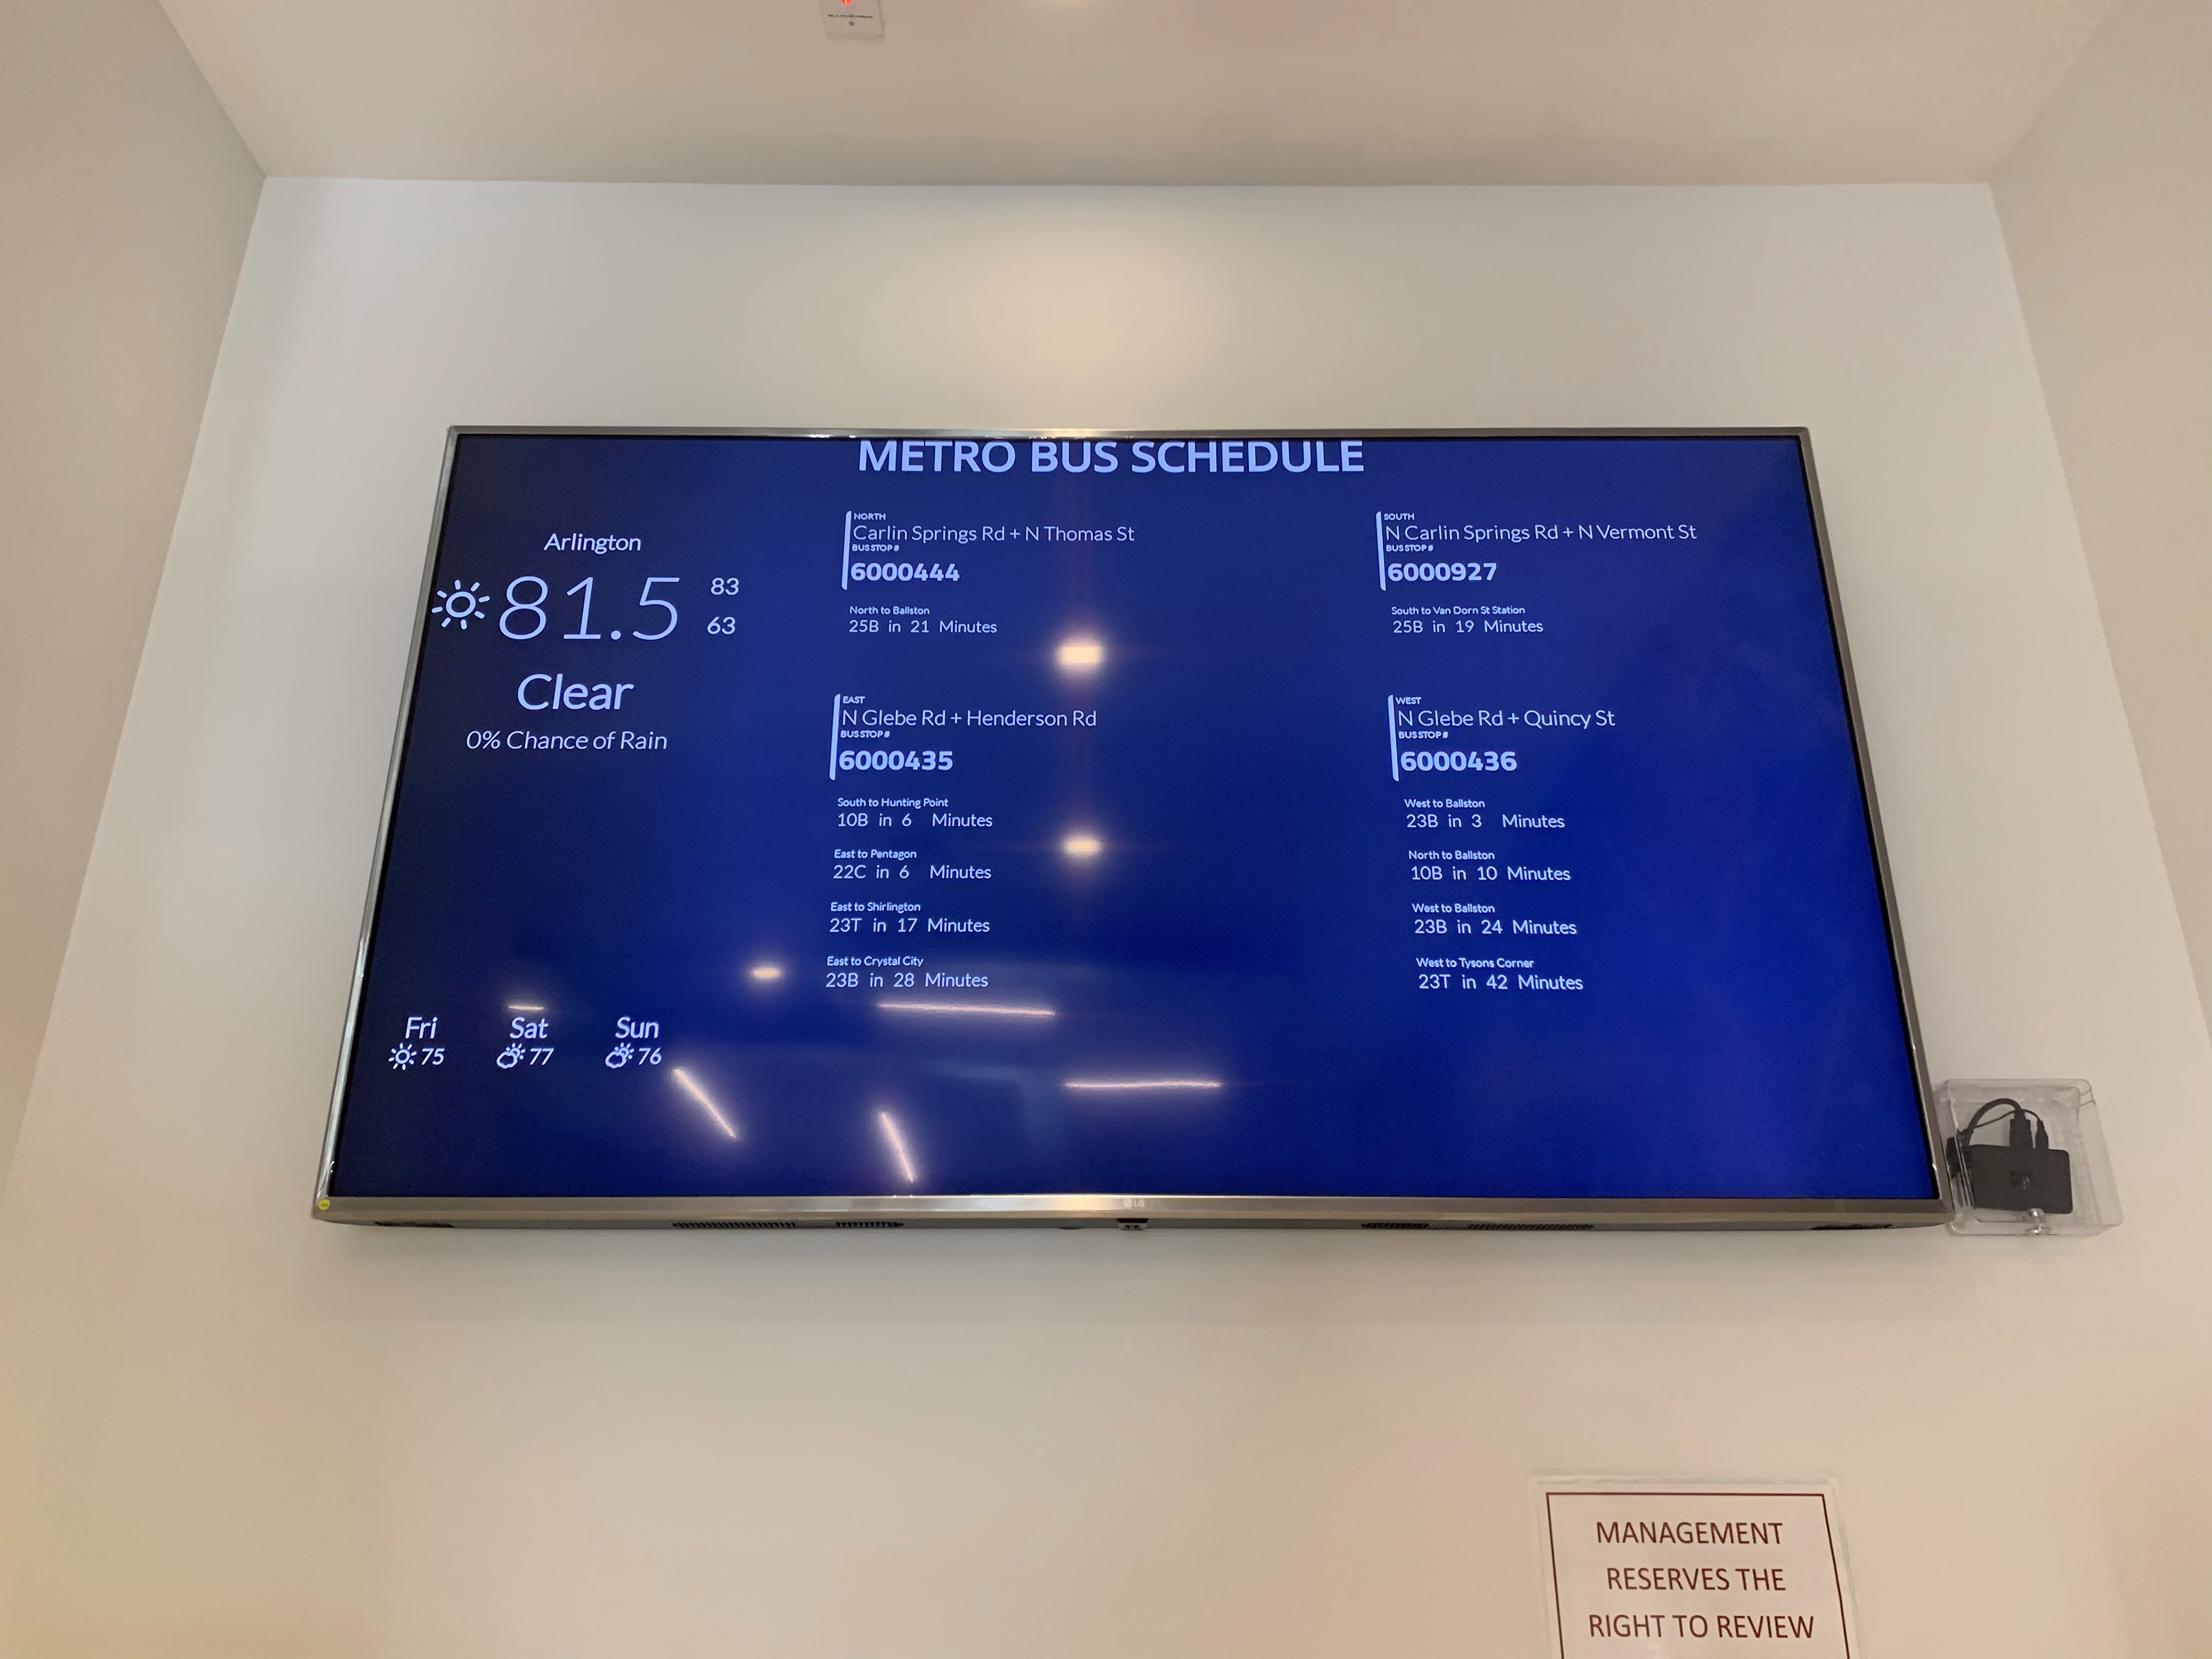 METRO BUS SCHEDULE
Arlington
81.5
83
63
Clear
0% Chance of Rain
Fri
75
Sat
77
Sun
76
NORTH
Carlin Springs Rd + N Thomas St
BUS STOP #
6000444
North to Ballston
25B in 21 Minutes
SOUTH
N Carlin Springs Rd + N Vermont St
BUS STOP #
6000927
South to Van Dorn St Station
25B in 19 Minutes
EAST
N Glebe Rd + Henderson Rd
BUS STOP #
6000435
South to Hunting Point
10B in 6 Minutes
East to Pentagon
22C in 6 Minutes
East to Shirlington
23T in 17 Minutes
East to Crystal City
23B in 28 Minutes
WEST
N Glebe Rd + Quincy St
BUS STOP #
6000436
West to Ballston
23B in 3 Minutes
North to Ballston
10B in 10 Minutes
West to Ballston
23B in 24 Minutes
West to Tysons Corner
23T in 42 Minutes
LG
MANAGEMENT
RESERVES THE
RIGHT TO REVIEW